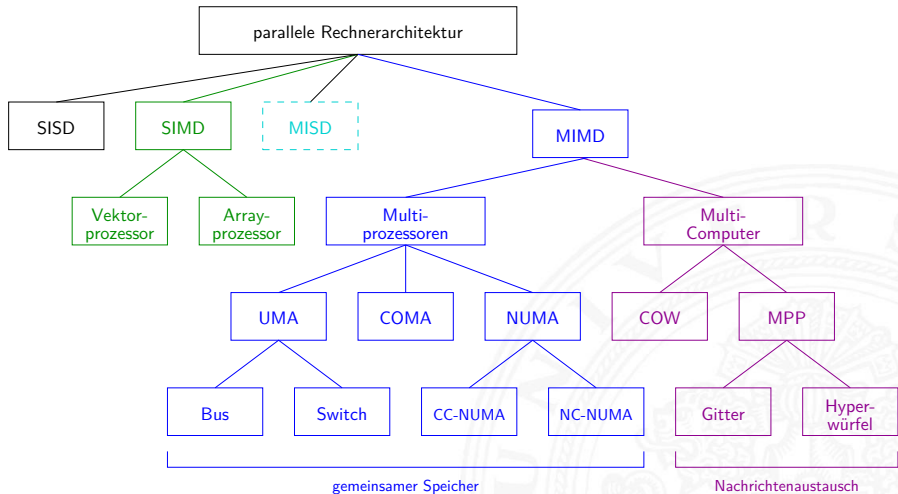 parallele Rechnerarchitektur
SISD
SIMD
MISD
MIMD
Vektor-
prozessor
Array-
prozessor
Multi-
prozessoren
Multi-
Computer
UMA
COMA
NUMA
COW
MPP
Bus
Switch
CC-NUMA
NC-NUMA
Gitter
Hyper-
würfel
gemeinsamer Speicher
Nachrichtenaustausch